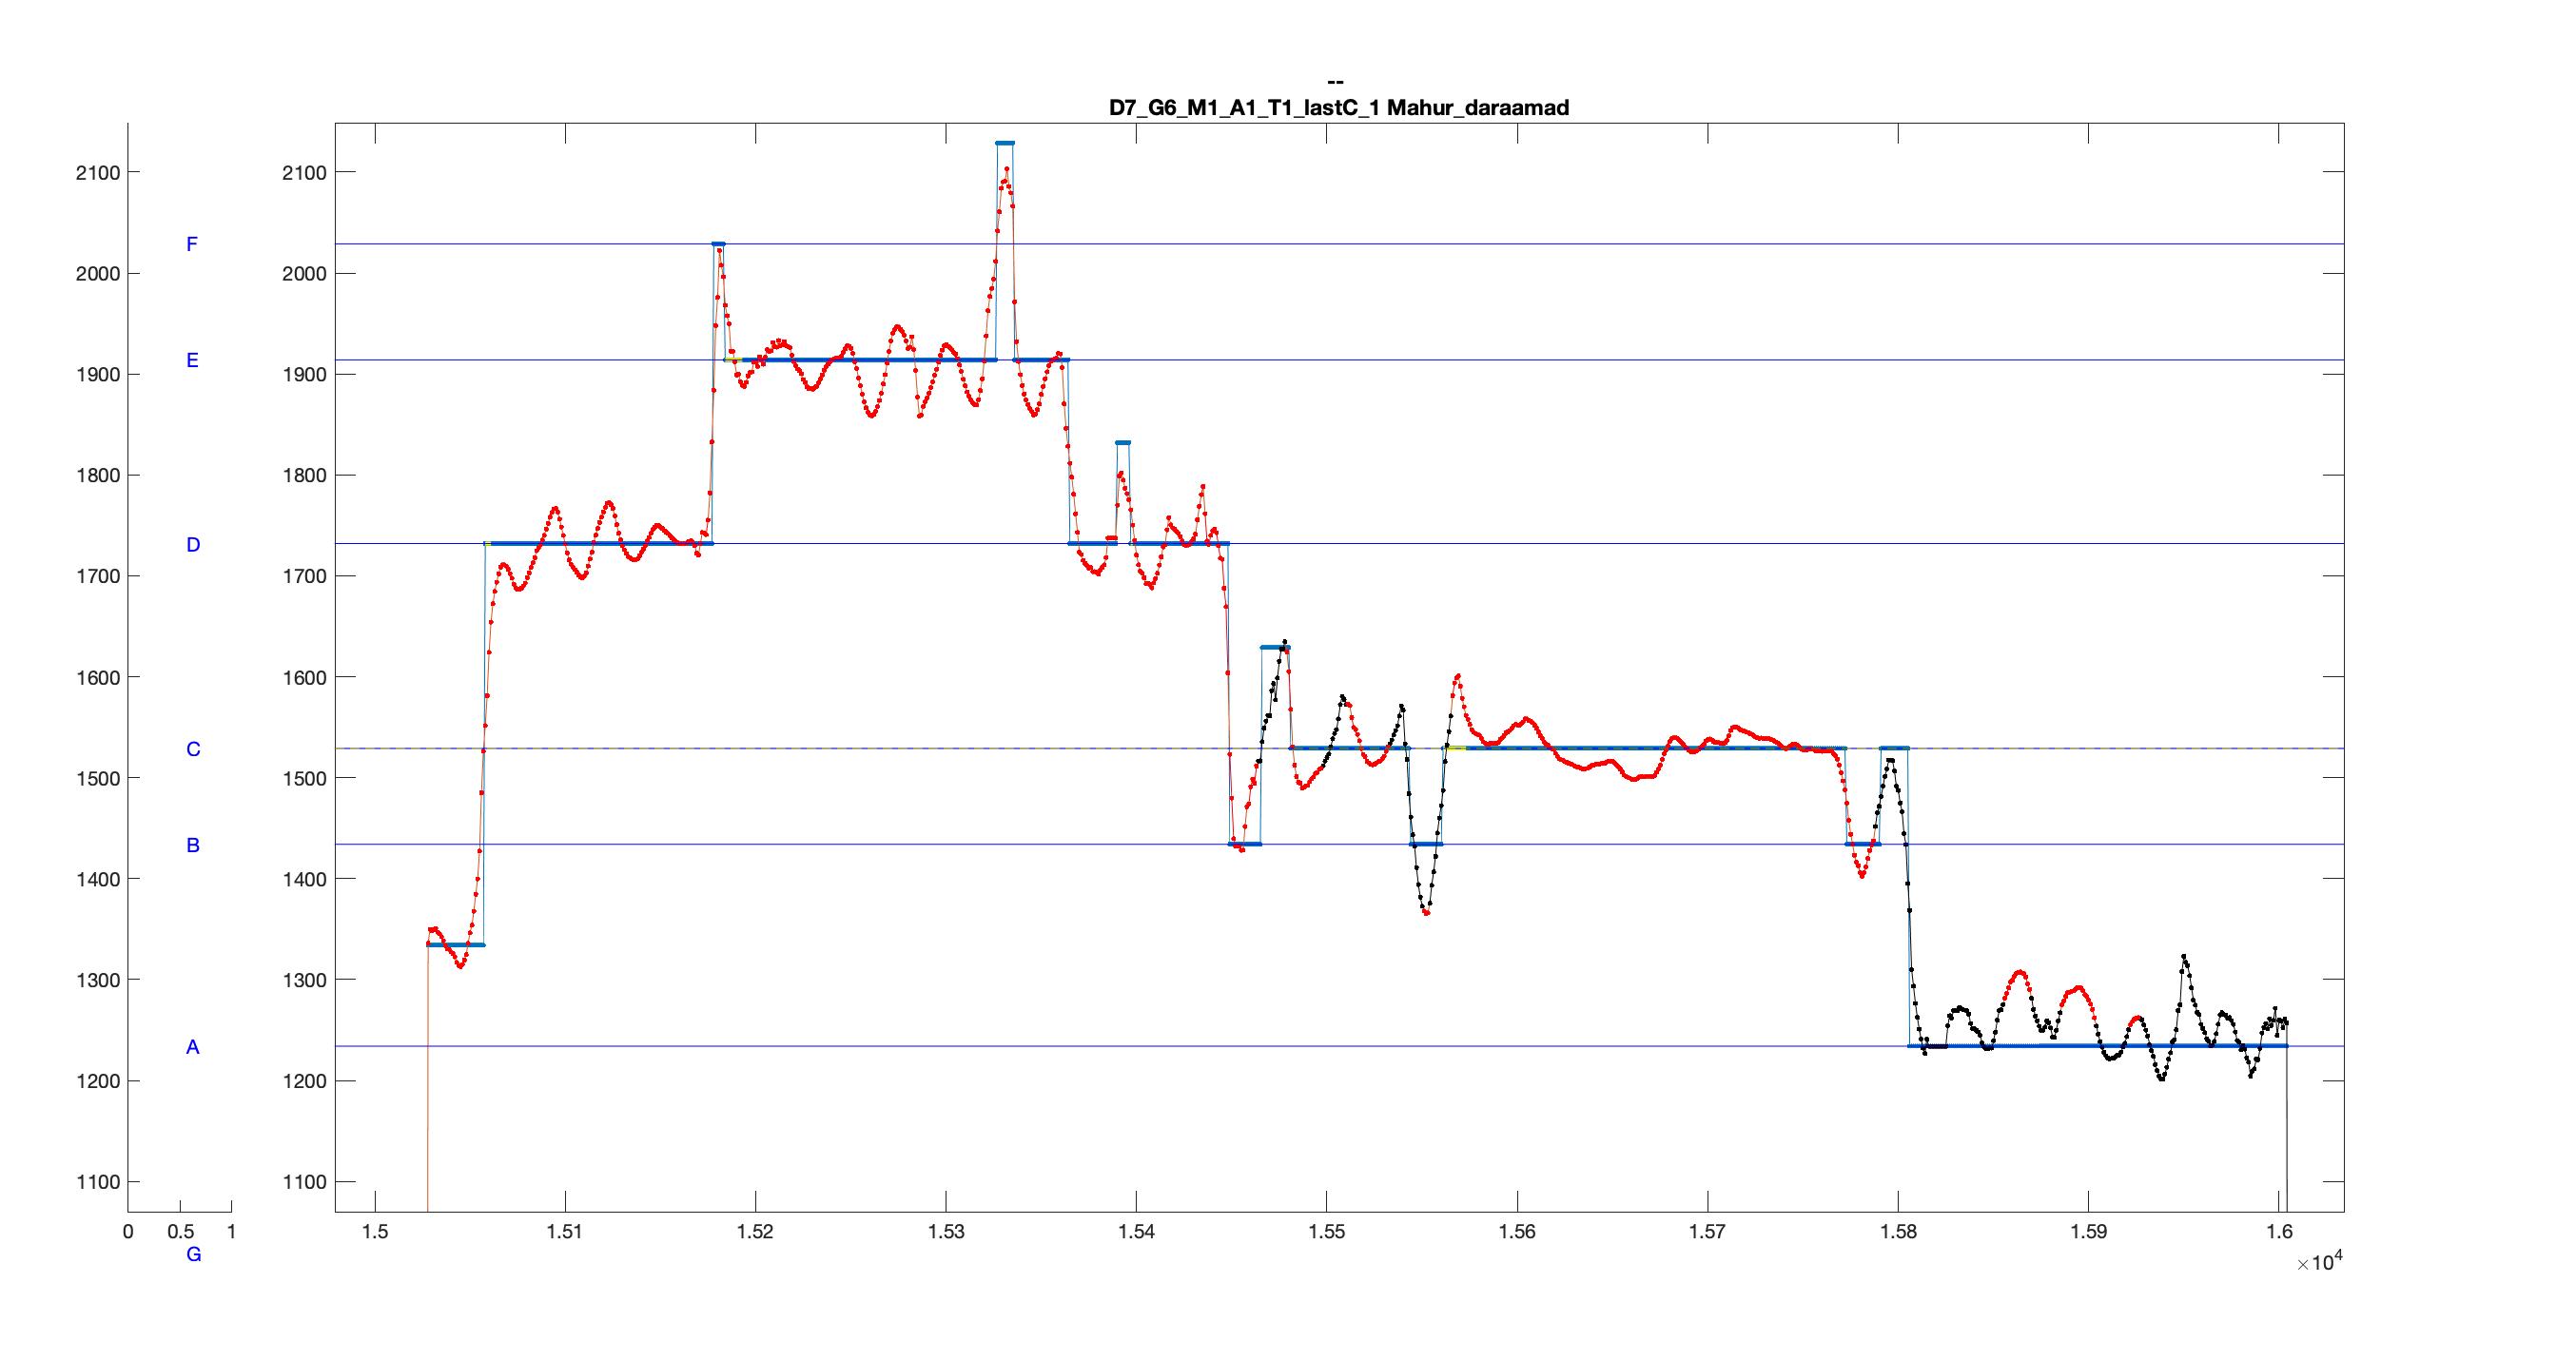 --
D7_G6_M1_A1_T1_lastC_1 Mahur_daraamad
2100 2100
F
2000 2000
E
1900 1900
1800 1800
D
1700 1700
1600 1600
C
1500 1500
B
1400 1400
1300 1300
A
1200 1200
1100 1100
0 0.5 1 1.5 1.51 1.52 1.53 1.54 1.55 1.56 1.57 1.58 1.59 1.6
G
×10^4